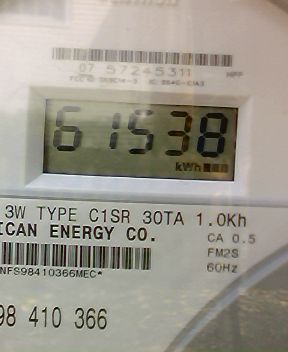 07 57245311
61538
kWh
3W TYPE C1SR 30TA 1.0Kh
ICAN ENERGY CO.
CA 0.5
FM2S
60Hz
NFS98410366MEC*
98 410 366